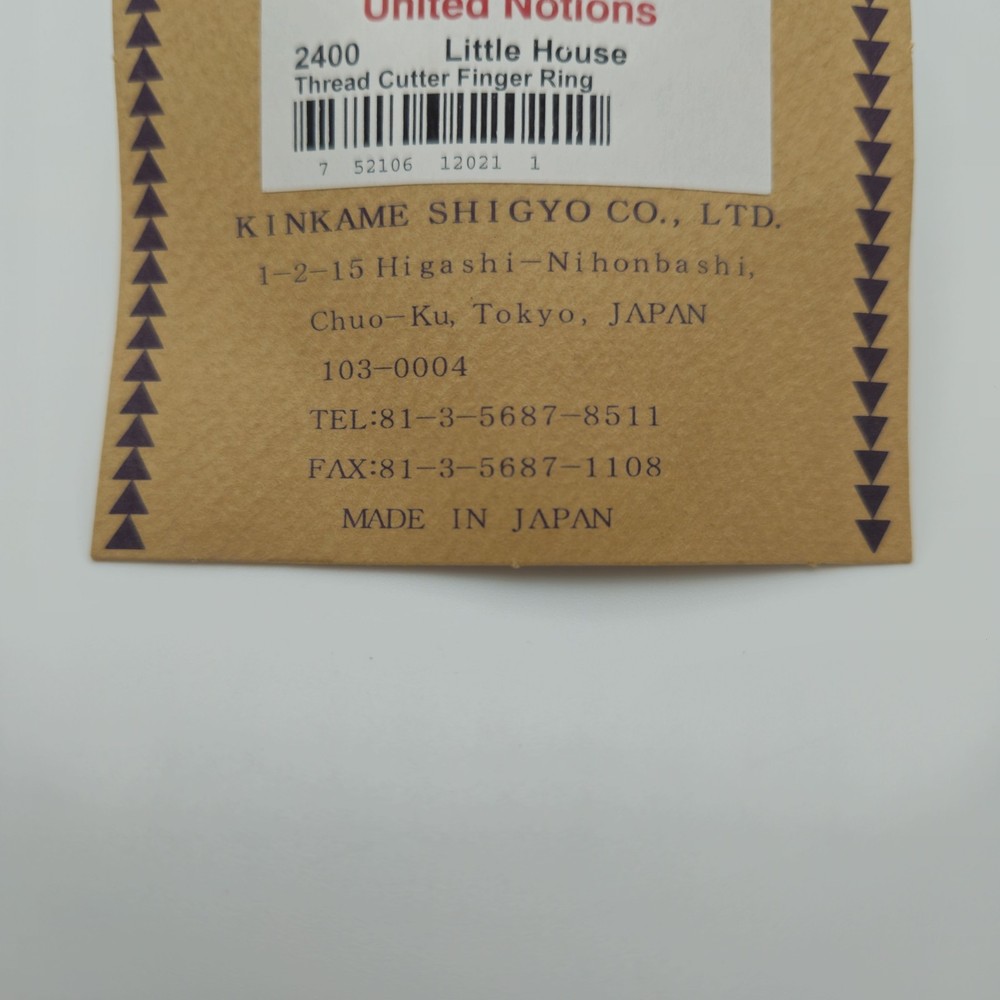 United Notions
2400 Little House
Thread Cutter Finger Ring
7 52106 12021 1
KINKAME SHIGYO CO., LTD.
1-2-15 Higashi-Nihonbashi,
Chuo-Ku, Tokyo, JAPAN
103-0004
TEL:81-3-5687-8511
FAX:81-3-5687-1108
MADE IN JAPAN